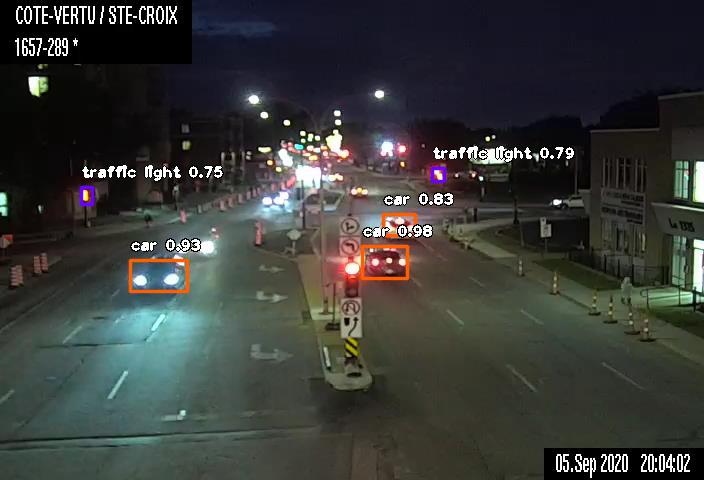 COTE-VERTU / STE-CROIX
1657-289 *
traffic light 0.75
traffic light 0.79
car 0.83
car 0.98
car 0.93
05.Sep 2020 20:04:02